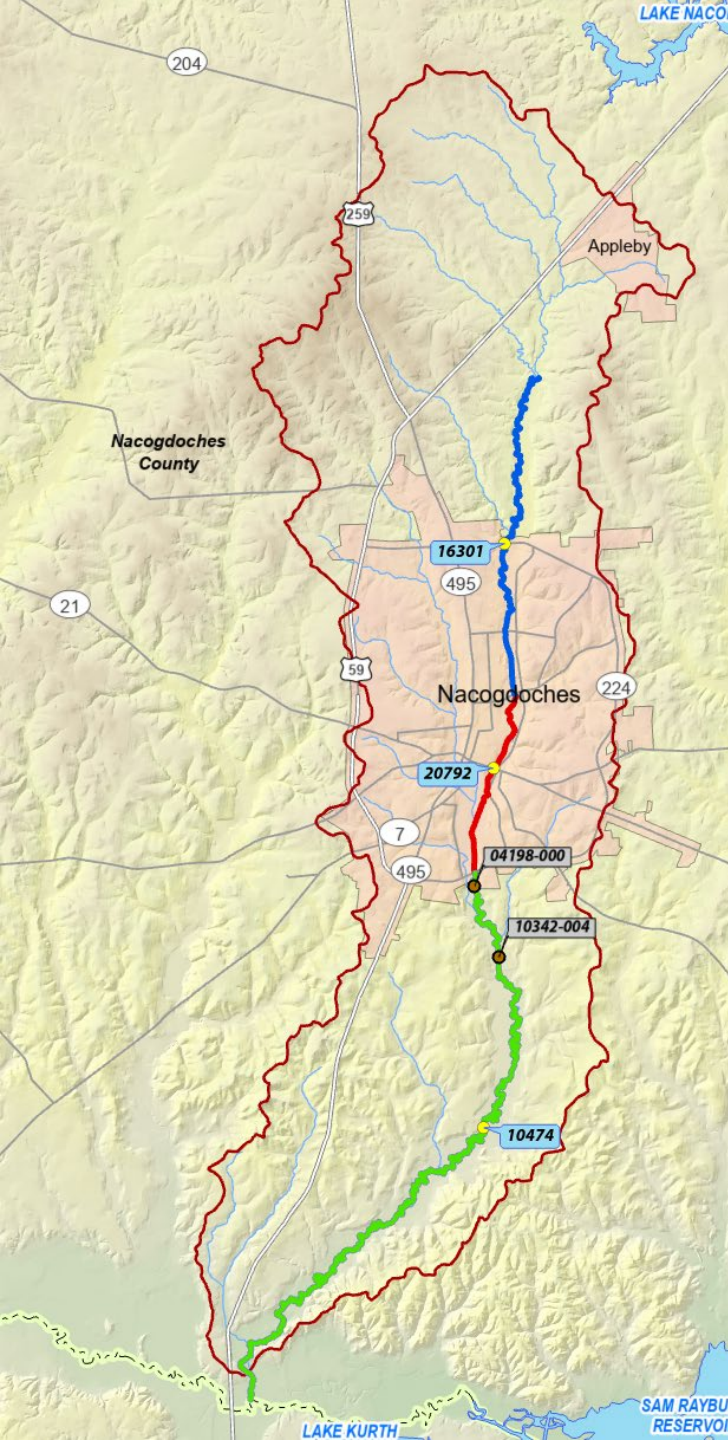 LAKE NACO
204
259
Appleby
Nacogdoches
County
16301
495
21
59
Nacogdoches
224
20792
7
04198-000
495
10342-004
10474
SAM RAYBU
RESERVOI
LAKE KURTH